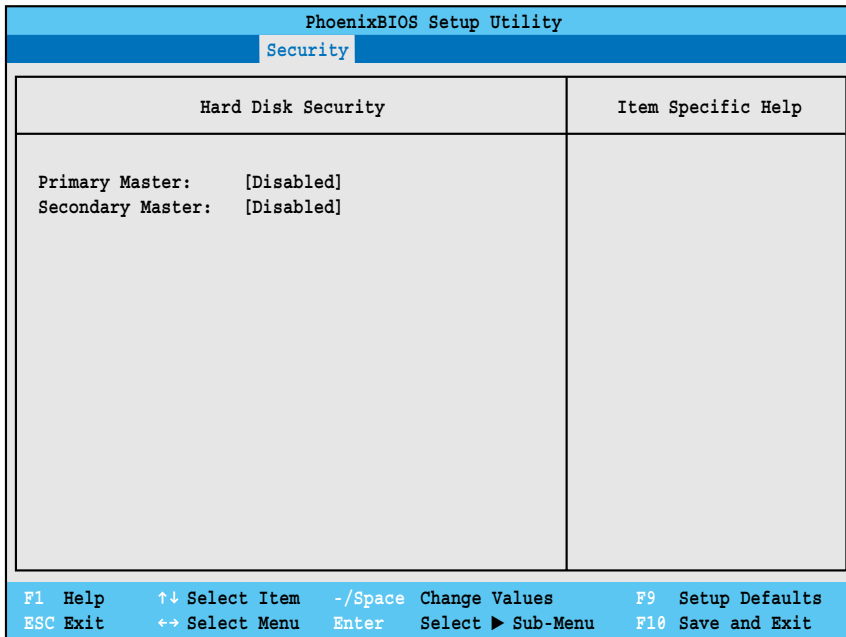 PhoenixBIOS Setup Utility
Security
Hard Disk Security
Item Specific Help
Primary Master: [Disabled]
Secondary Master: [Disabled]
F1 Help ↑↓ Select Item -/Space Change Values F9 Setup Defaults
ESC Exit ←→ Select Menu Enter Select ▶ Sub-Menu F10 Save and Exit